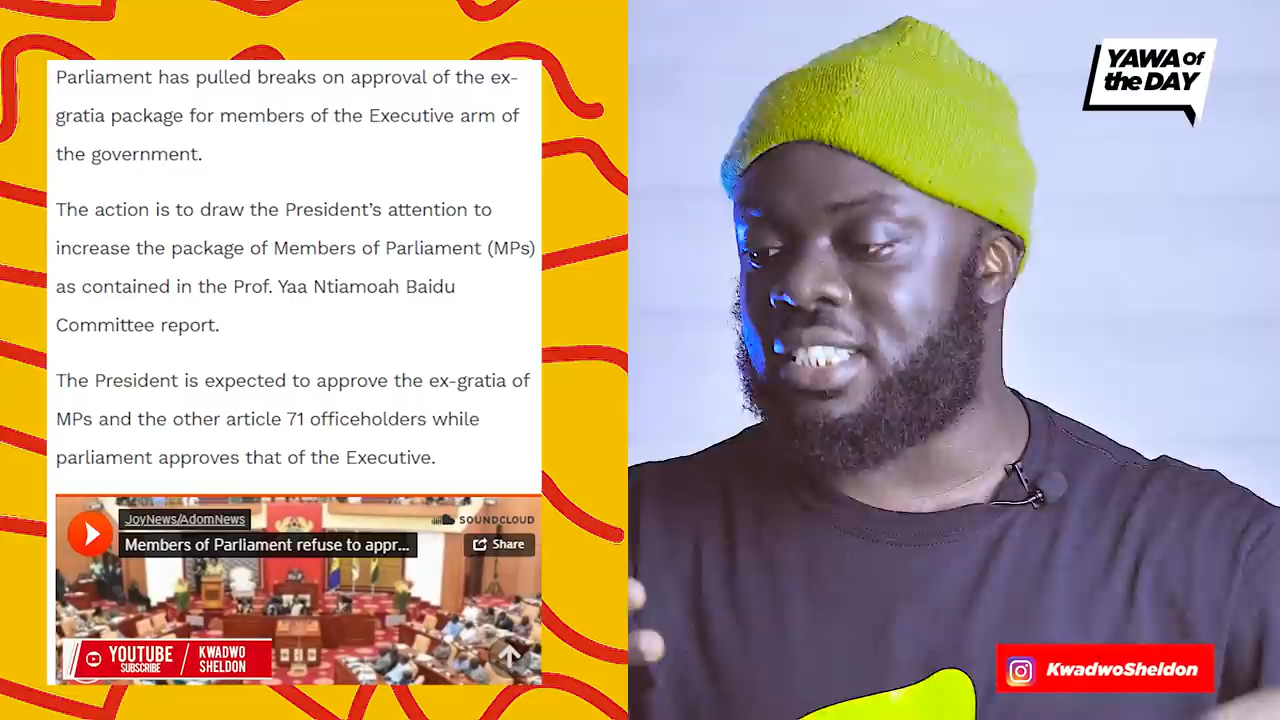 Parliament has pulled breaks on approval of the ex-
gratia package for members of the Executive arm of
the government.
The action is to draw the President's attention to
increase the package of Members of Parliament (MPs)
as contained in the Prof. Yaa Ntiamoah Baidu
Committee report.
The President is expected to approve the ex-gratia of
MPs and the other article 71 officeholders while
parliament approves that of the Executive.
JoyNews/AdomNews
SOUNDCLOUD
Members of Parliament refuse to appr...
Share
YOUTUBE
SUBSCRIBE
KWADWO
SHELDON
YAWA of
the DAY
KwadwoSheldon